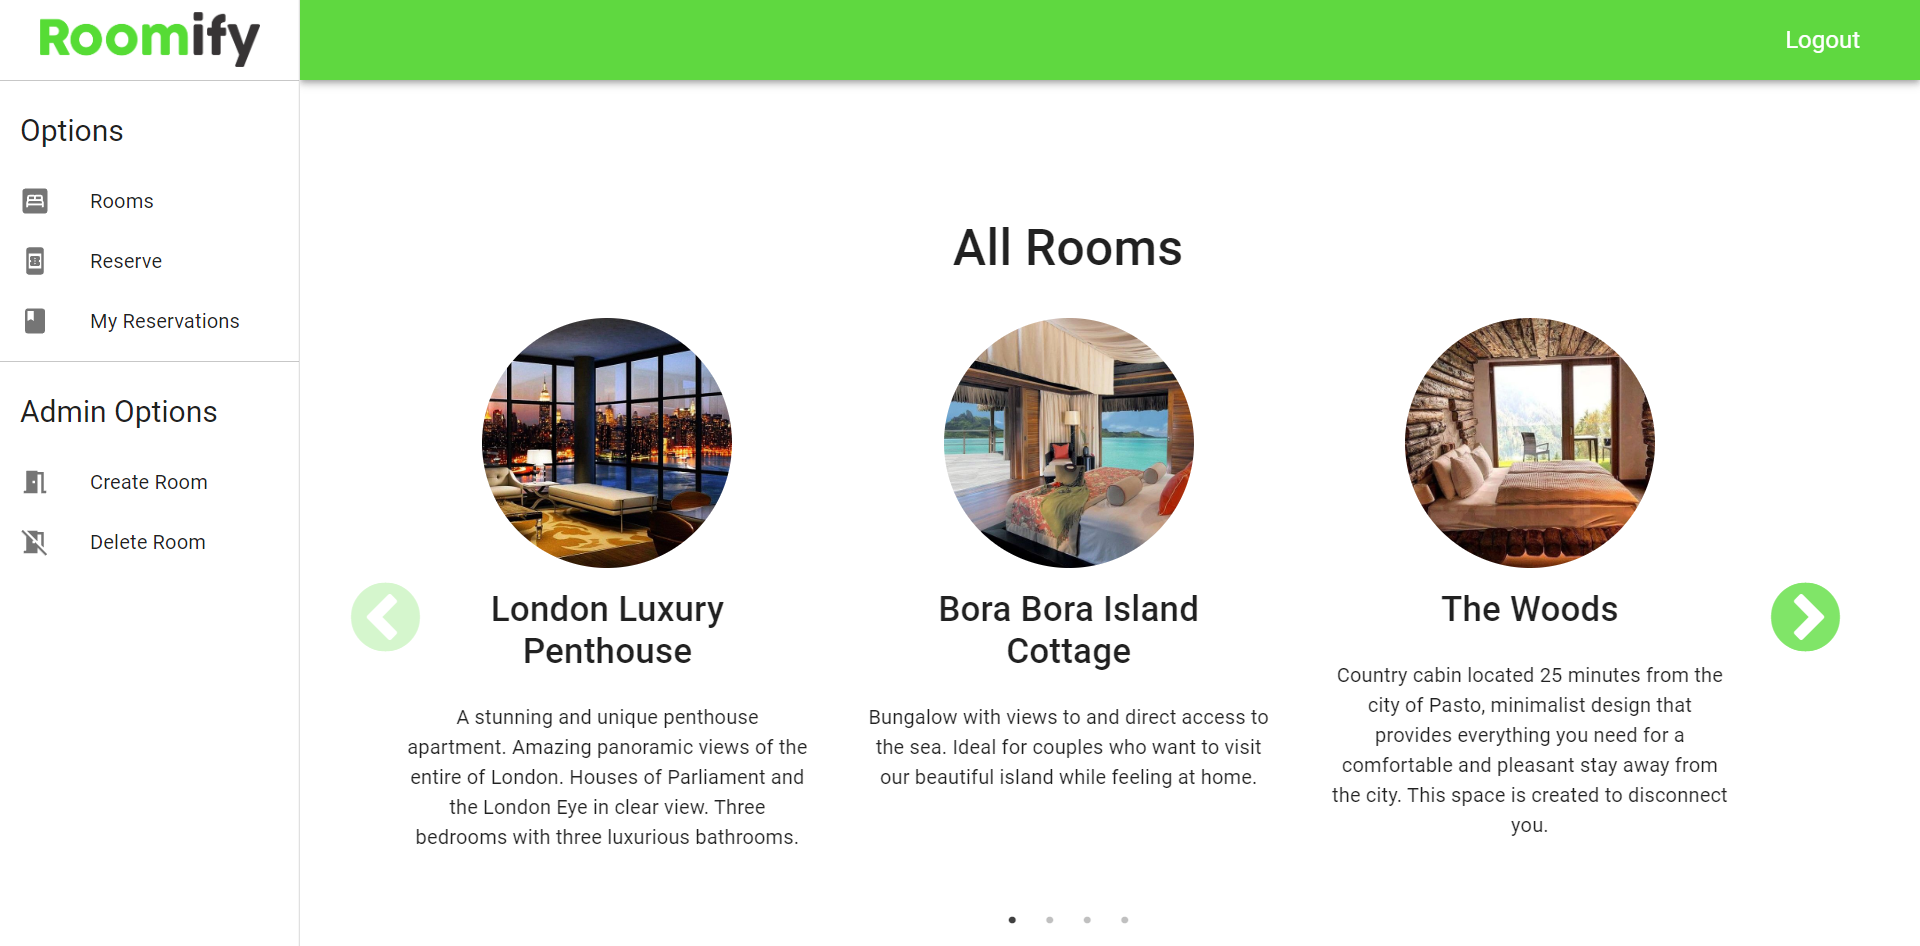 Roomify
Logout
Options
Rooms
Reserve
My Reservations
Admin Options
Create Room
Delete Room
All Rooms
London Luxury
Penthouse
A stunning and unique penthouse
apartment. Amazing panoramic views of the
entire of London. Houses of Parliament and
the London Eye in clear view. Three
bedrooms with three luxurious bathrooms.
Bora Bora Island
Cottage
Bungalow with views to and direct access to
the sea. Ideal for couples who want to visit
our beautiful island while feeling at home.
The Woods
Country cabin located 25 minutes from the
city of Pasto, minimalist design that
provides everything you need for a
comfortable and pleasant stay away from
the city. This space is created to disconnect
you.